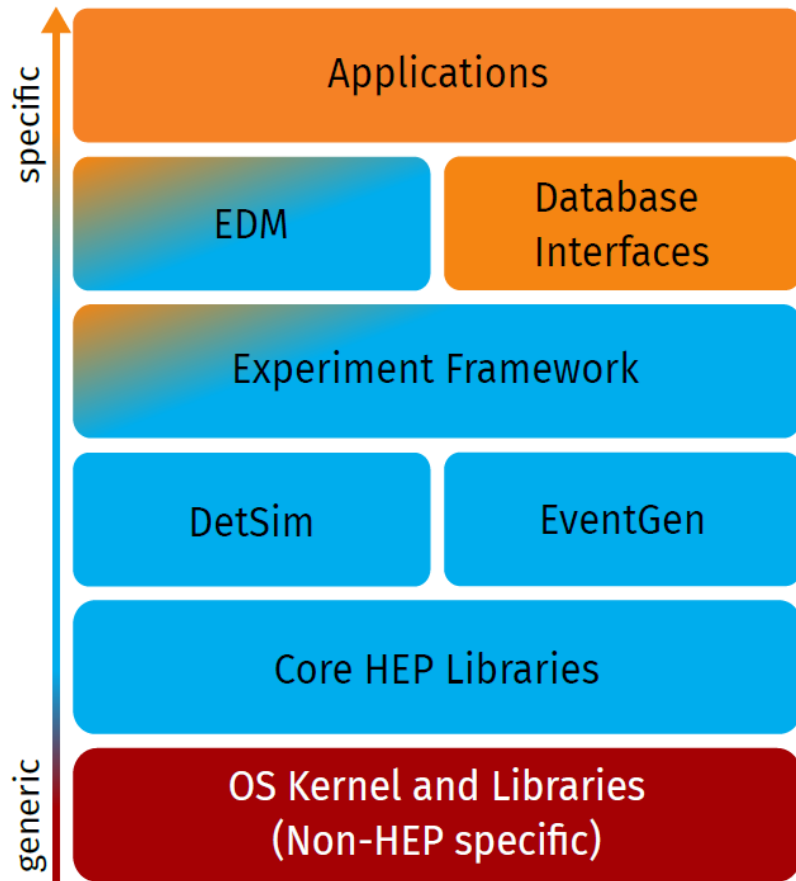 specific
Applications
EDM
Database
Interfaces
Experiment Framework
DetSim
EventGen
Core HEP Libraries
generic
OS Kernel and Libraries
(Non-HEP specific)